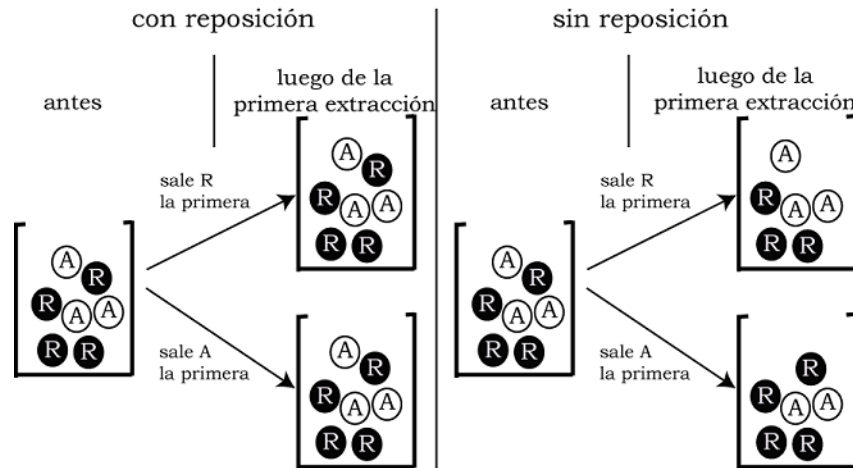 con reposición
sin reposición
antes
luego de la
primera extracción
antes
luego de la
primera extracción
sale R
la primera
sale R
la primera
A
R
R
A
A
R
R
A
R
R
A
A
R
R
sale A
la primera
A
R
R
A
A
R
R
A
R
R
A
A
R
R
A
R
A
A
R
R
sale A
la primera
R
R
A
A
R
R